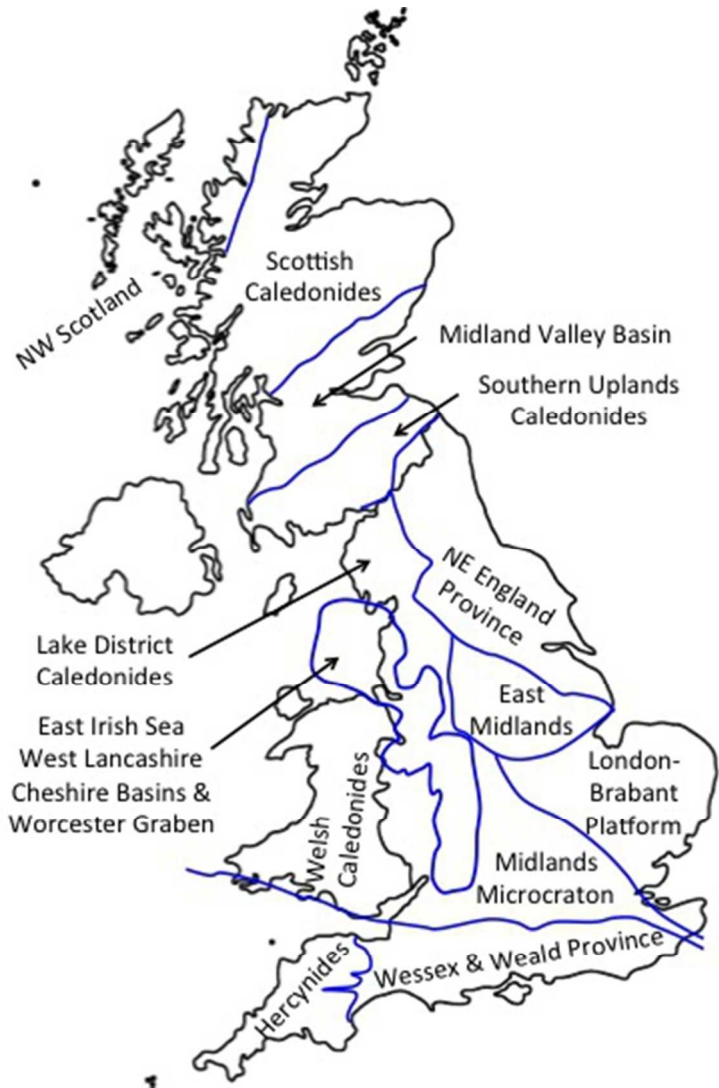 Scottish
Caledonides
NW Scotland
Midland Valley Basin
Southern Uplands
Caledonides
NE England
Province
Lake District
Caledonides
East
Midlands
East Irish Sea
West Lancashire
Cheshire Basins &
Worcester Graben
London-
Brabant
Platform
Welsh
Caledonides
Midlands
Microcraton
Wessex & Weald Province
Hercynides